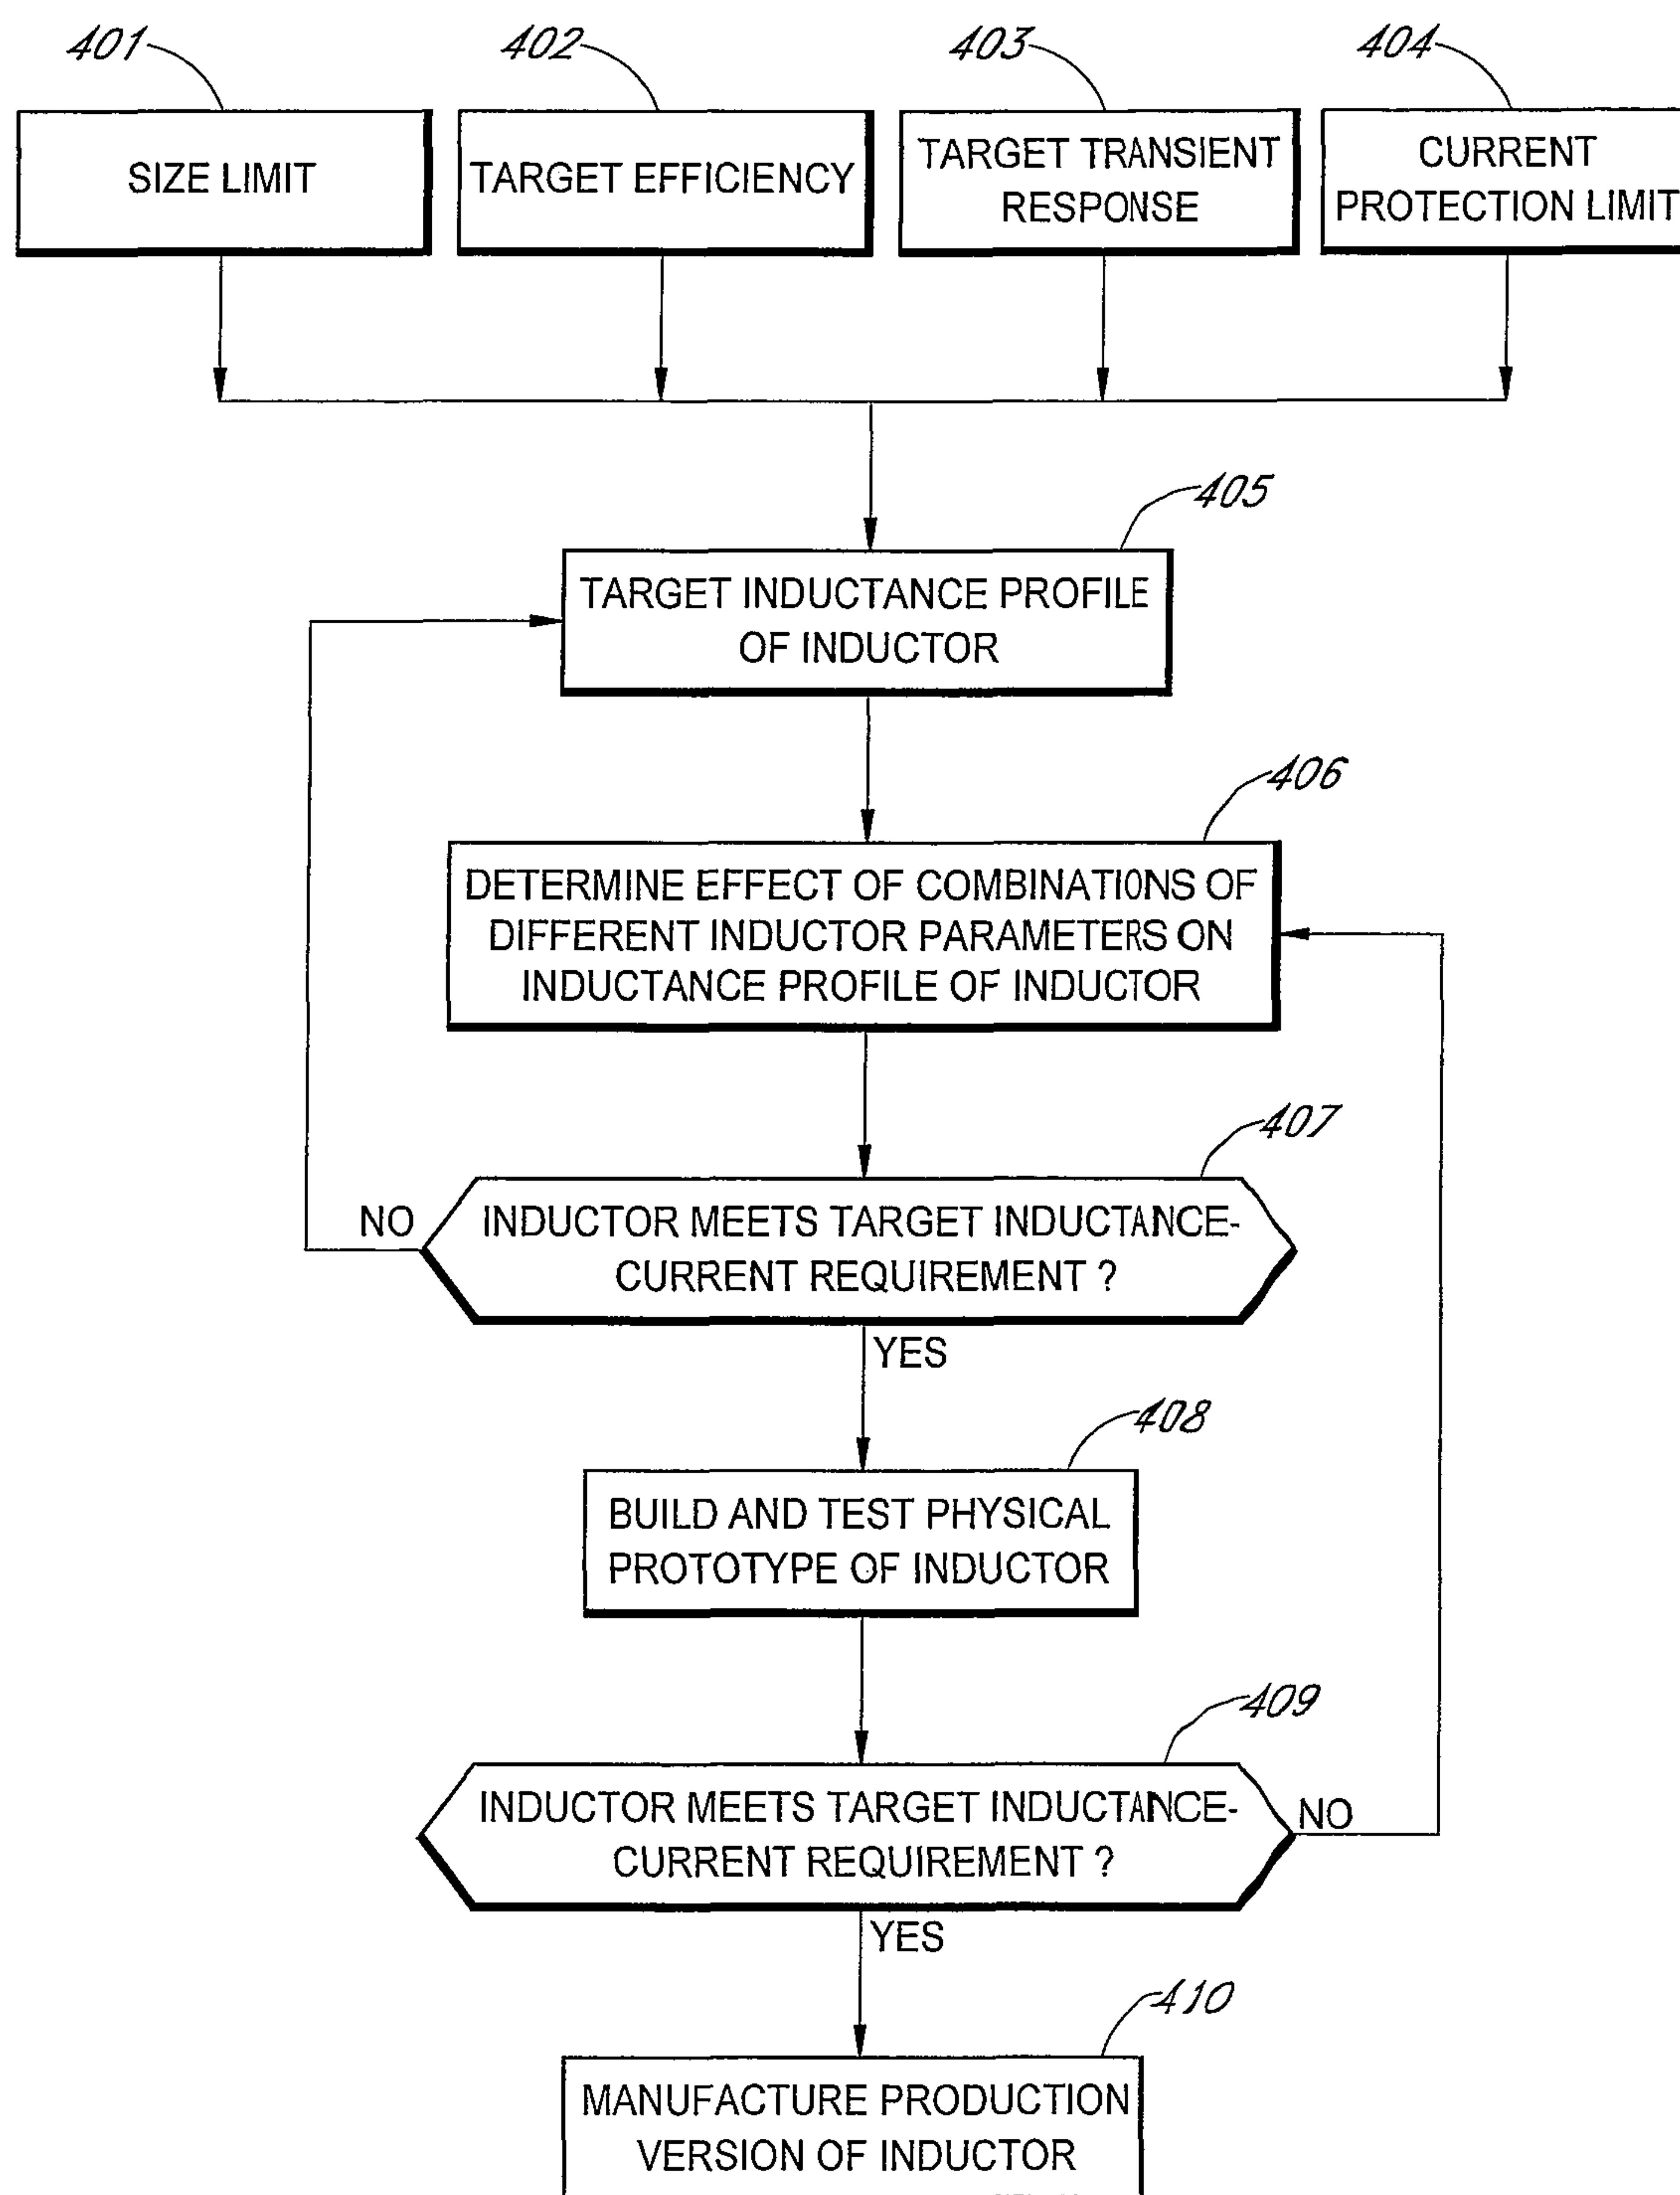 401
402
403
404
SIZE LIMIT
TARGET EFFICIENCY
TARGET TRANSIENT
RESPONSE
CURRENT
PROTECTION LIMIT
405
TARGET INDUCTANCE PROFILE
OF INDUCTOR
406
DETERMINE EFFECT OF COMBINATIONS OF
DIFFERENT INDUCTOR PARAMETERS ON
INDUCTANCE PROFILE OF INDUCTOR
407
NO
INDUCTOR MEETS TARGET INDUCTANCE-
CURRENT REQUIREMENT ?
YES
408
BUILD AND TEST PHYSICAL
PROTOTYPE OF INDUCTOR
409
INDUCTOR MEETS TARGET INDUCTANCE-
CURRENT REQUIREMENT ?
NO
YES
410
MANUFACTURE PRODUCTION
VERSION OF INDUCTOR